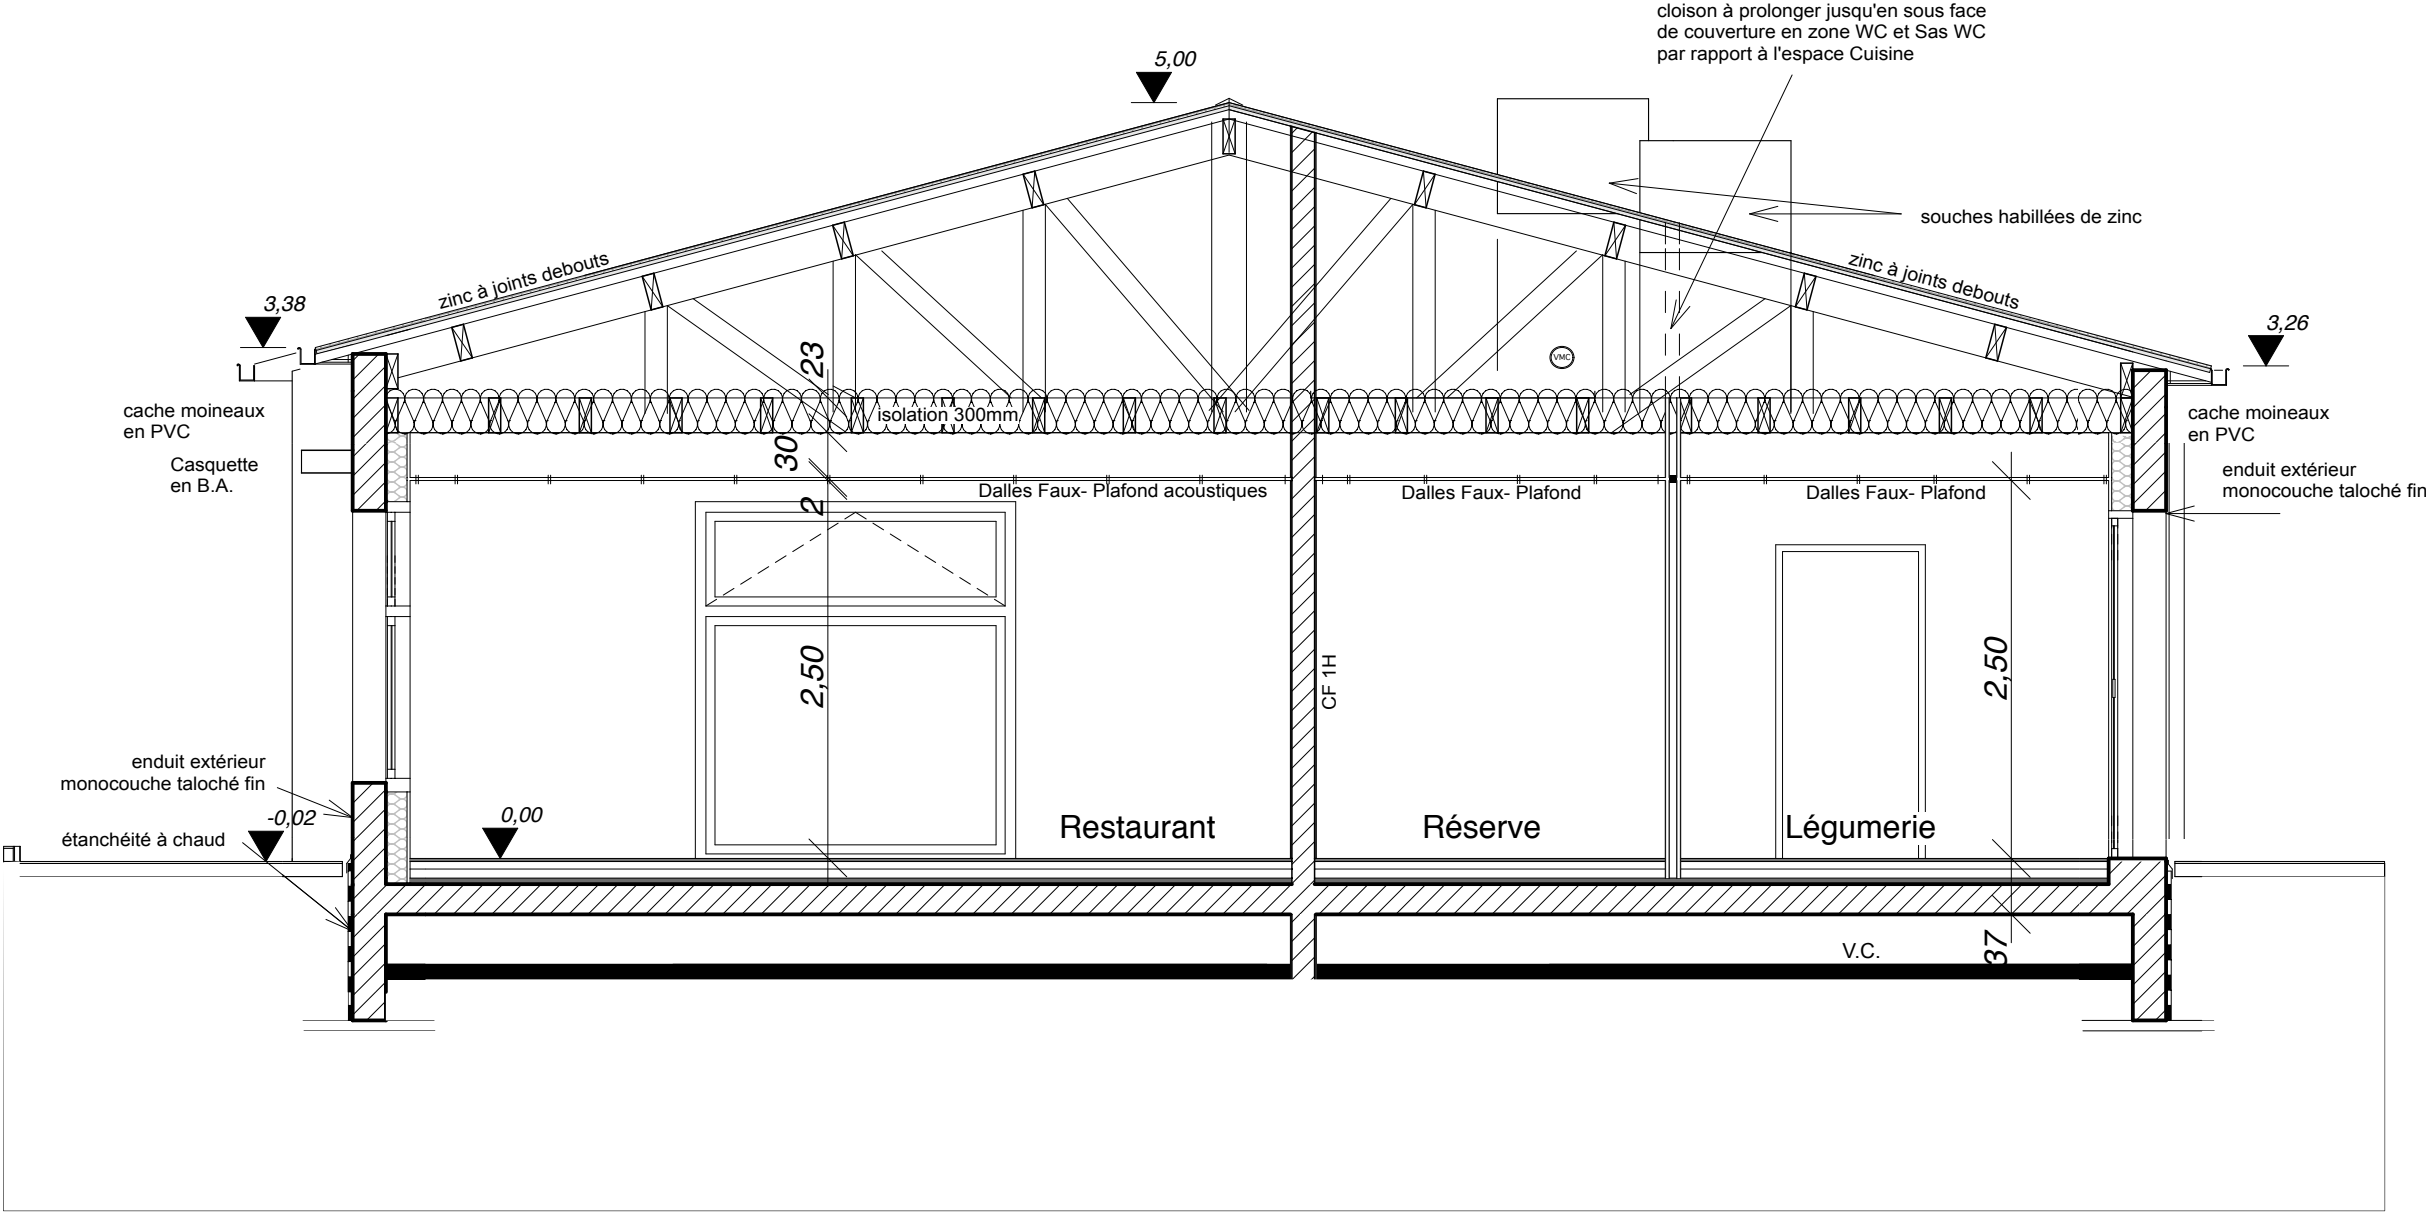 cloison à prolonger jusqu'en sous face
de couverture en zone WC et Sas WC
par rapport à l'espace Cuisine
5,00
souches habillées de zinc
zinc à joints debouts
zinc à joints debouts
3,38
3,26
23
VMC
cache moineaux
en PVC
isolation 300mm
cache moineaux
en PVC
Casquette
en B.A.
30
enduit extérieur
monocouche taloché fin
Dalles Faux- Plafond acoustiques
Dalles Faux- Plafond
Dalles Faux- Plafond
2
2,50
CF 1H
2,50
enduit extérieur
monocouche taloché fin
-0,02
0,00
étanchéité à chaud
Restaurant
Réserve
Légumerie
V.C.
37